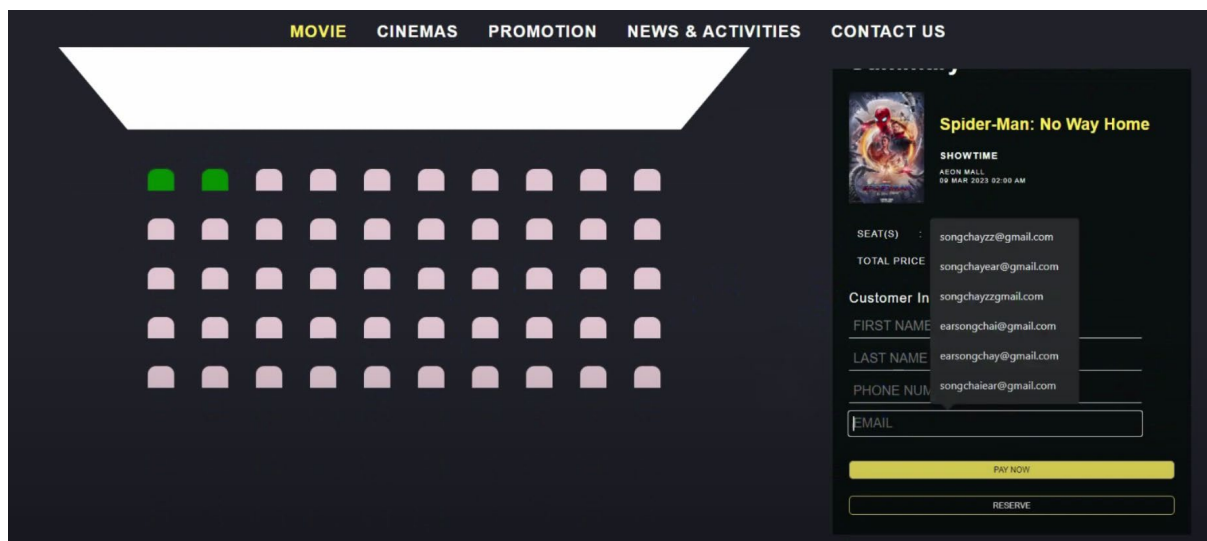 MOVIE CINEMAS PROMOTION NEWS & ACTIVITIES CONTACT US
Spider-Man: No Way Home
SHOWTIME
AEON MALL
09 MAR 2023 02:00 AM
SEAT(S) :
TOTAL PRICE
songchayzz@gmail.com
songchayear@gmail.com
songchayzzgmail.com
earsongchai@gmail.com
earsongchay@gmail.com
songchaiear@gmail.com
Customer In
FIRST NAME
LAST NAME
PHONE NUM
EMAIL
PAY NOW
RESERVE